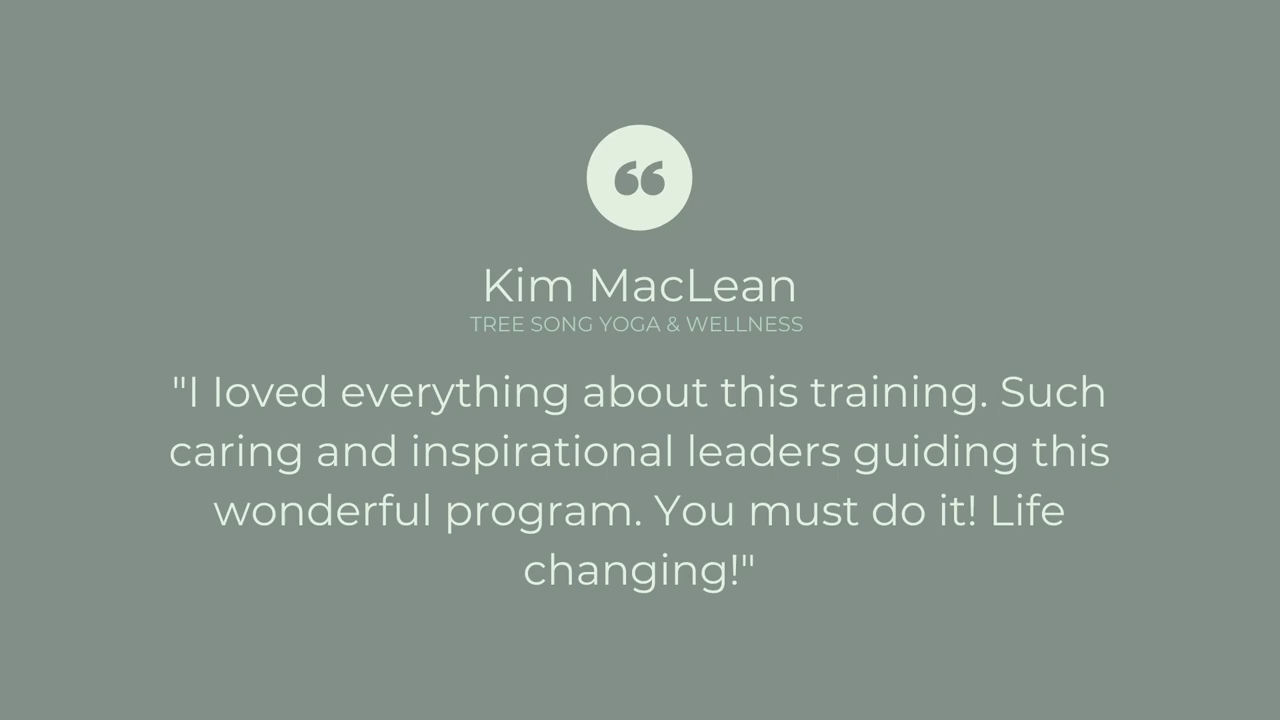 ❝
Kim MacLean
TREE SONG YOGA & WELLNESS
"I loved everything about this training. Such
caring and inspirational leaders guiding this
wonderful program. You must do it! Life
changing!"